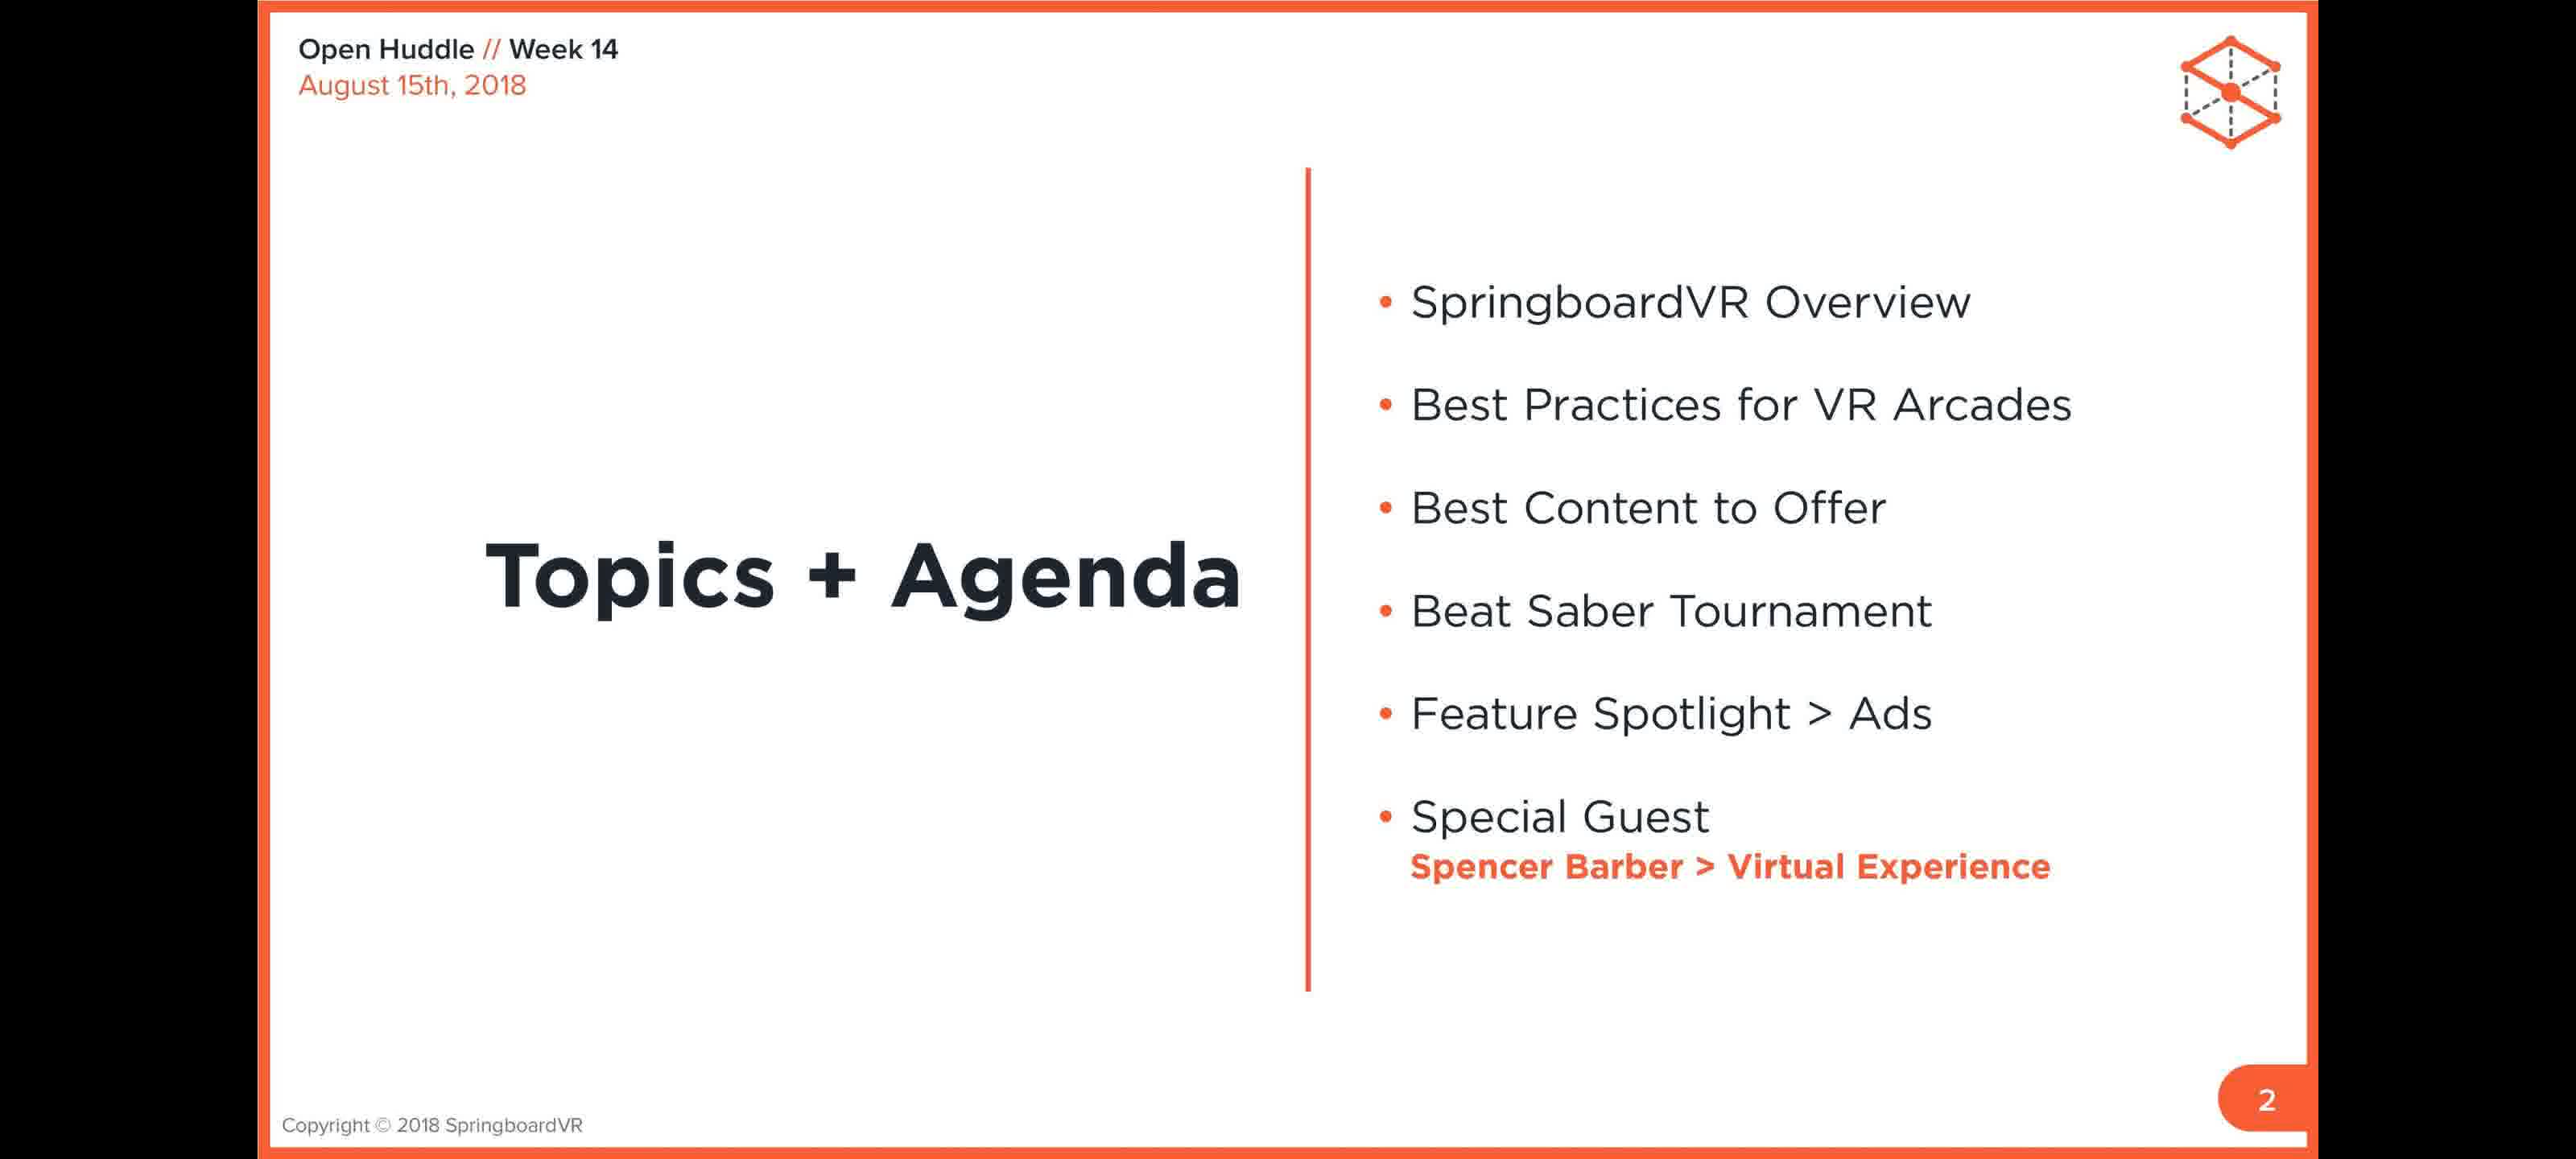 Open Huddle // Week 14
August 15th, 2018
Topics + Agenda
• SpringboardVR Overview
• Best Practices for VR Arcades
• Best Content to Offer
• Beat Saber Tournament
• Feature Spotlight > Ads
• Special Guest
Spencer Barber > Virtual Experience
Copyright © 2018 SpringboardVR
2